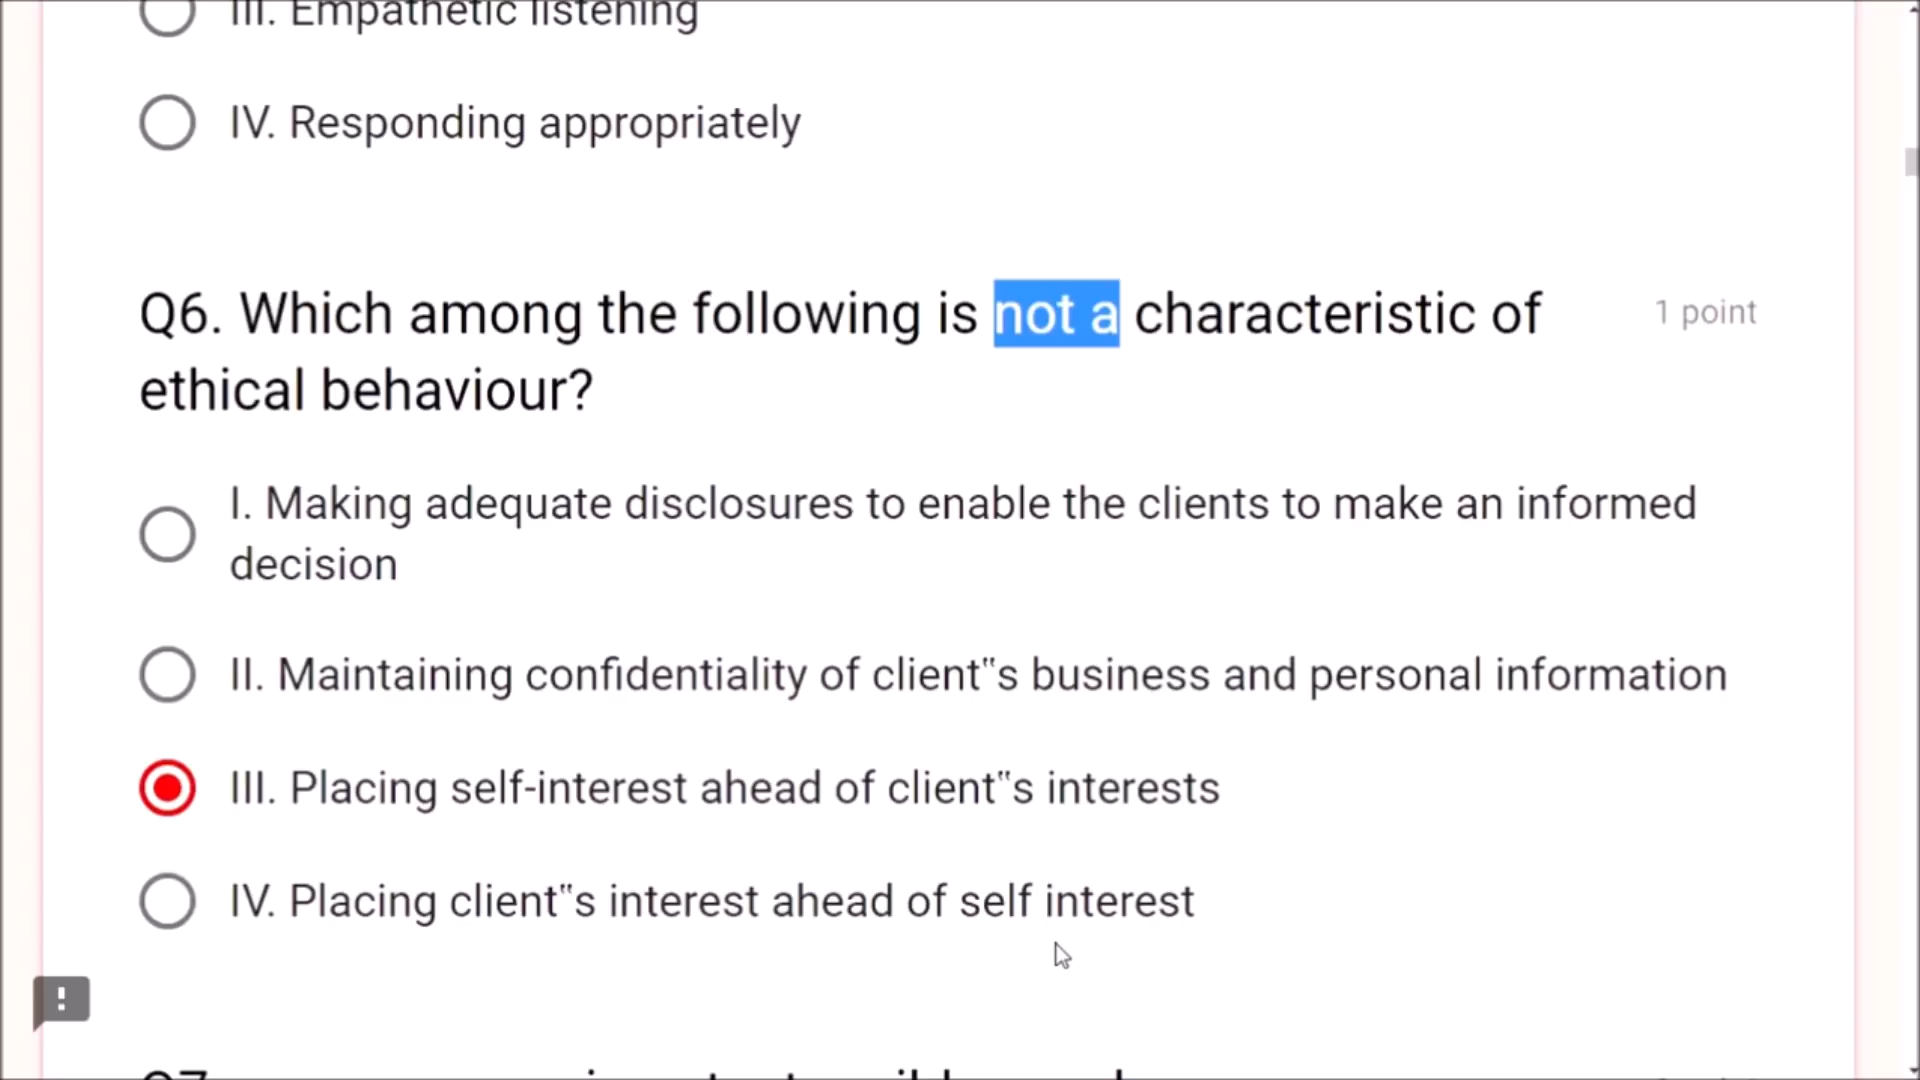 III. Empathetic listening
IV. Responding appropriately
Q6. Which among the following is not a characteristic of
1 point
ethical behaviour?
I. Making adequate disclosures to enable the clients to make an informed
decision
II. Maintaining confidentiality of client‟s business and personal information
III. Placing self-interest ahead of client‟s interests
IV. Placing client‟s interest ahead of self interest